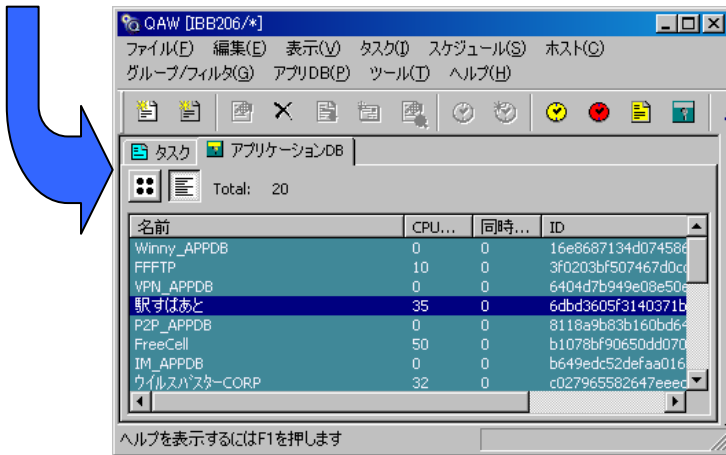 QAW [IBB206/*]
ファイル(F) 編集(E) 表示(V) タスク(I) スケジュール(S) ホスト(C)
グループ/フィルタ(G) アプリDB(P) ツール(T) ヘルプ(H)
タスク アプリケーションDB
Total: 20
名前 CPU... 同時... ID
Winny_APPDB 0 0 16e8687134d074586
FFFTP 10 0 3f0203bf507467d0cc
VPN_APPDB 0 0 6404d7b949e08e50e
駅すぱあと 35 0 6dbd3605f3140371b
P2P_APPDB 0 0 8118a9b83b160bd64
FreeCell 50 0 b1078bf90650dd070
IM_APPDB 0 0 b649edc52defaa016
ウイルスバスターCORP 32 0 c027965582647eeec
ヘルプを表示するにはF1を押します